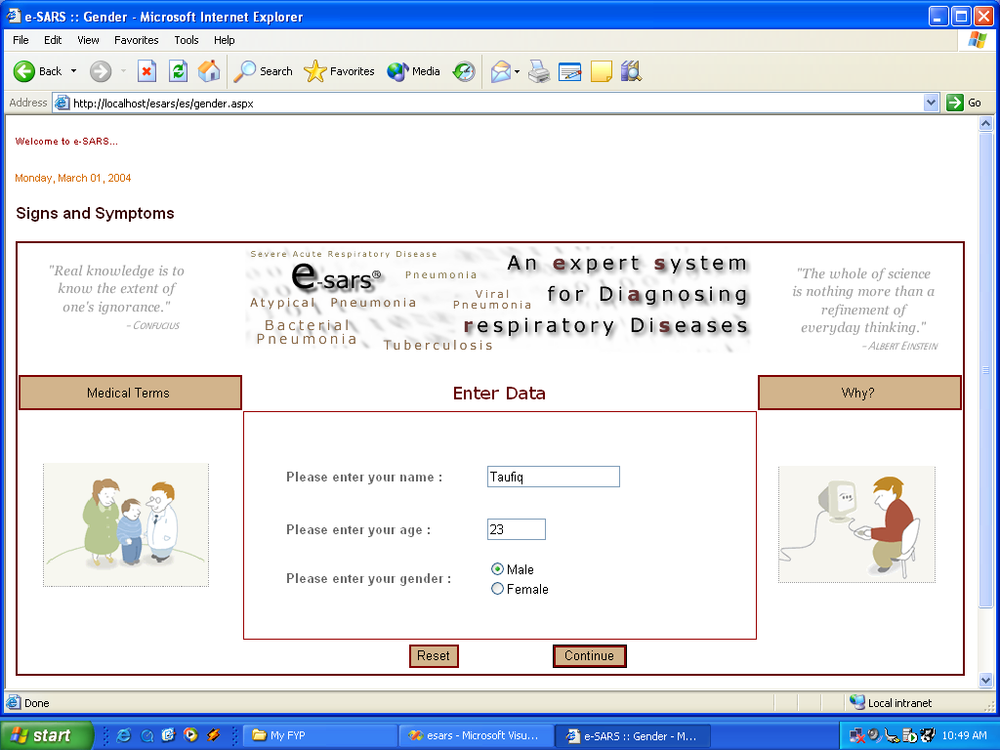 e-SARS :: Gender - Microsoft Internet Explorer
File Edit View Favorites Tools Help
Back Search Favorites Media
Address http://localhost/esars/es/gender.aspx Go
Welcome to e-SARS...
Monday, March 01, 2004
Signs and Symptoms
"Real knowledge is to
know the extent of
one's ignorance."
- CONFUCIUS
Severe Acute Respiratory Disease
e-sars®
Pneumonia
Atypical Pneumonia
Viral
Pneumonia
Bacterial
Pneumonia
Tuberculosis
An expert system
for Diagnosing
respiratory Diseases
"The whole of science
is nothing more than a
refinement of
everyday thinking."
- ALBERT EINSTEIN
Medical Terms
Enter Data
Why?
Please enter your name : Taufiq
Please enter your age : 23
Please enter your gender : Male
Female
Reset Continue
Done Local intranet
start My FYP esars - Microsoft Visu... e-SARS :: Gender - M... 10:49 AM